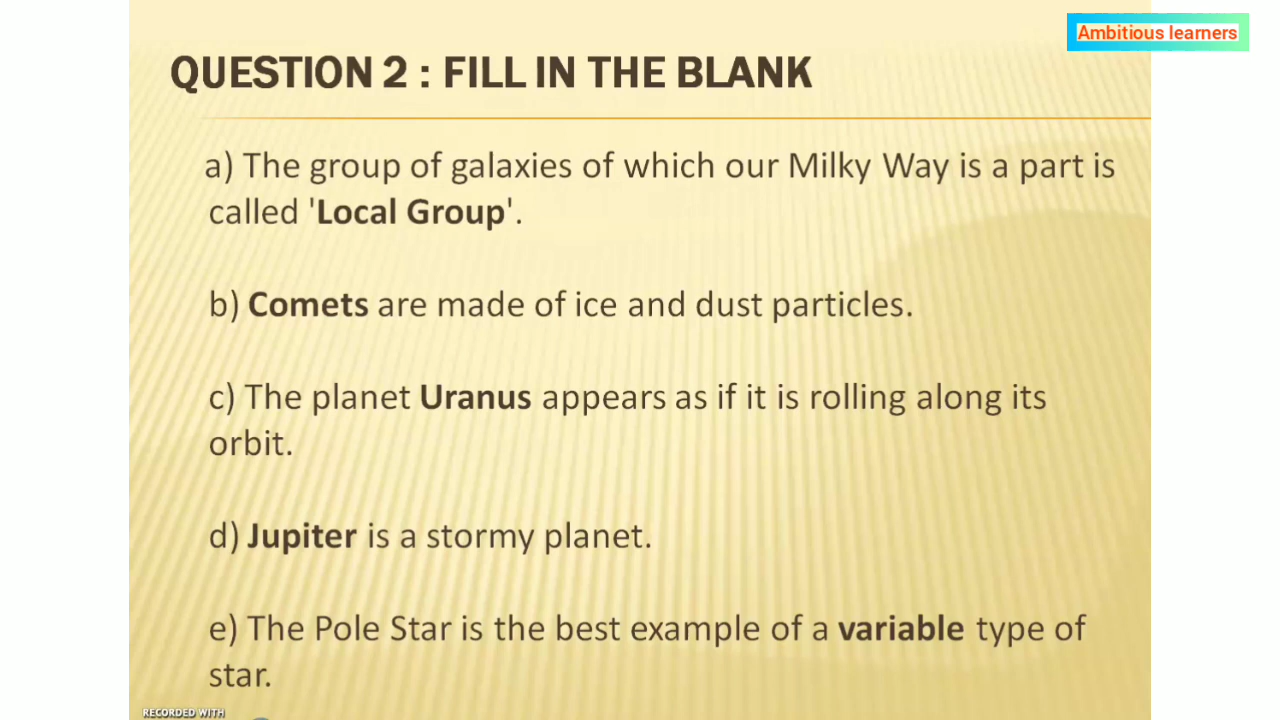 Ambitious learners
QUESTION 2 : FILL IN THE BLANK
a) The group of galaxies of which our Milky Way is a part is
called 'Local Group'.
b) Comets are made of ice and dust particles.
c) The planet Uranus appears as if it is rolling along its
orbit.
d) Jupiter is a stormy planet.
e) The Pole Star is the best example of a variable type of
star.
RECORDED WITH